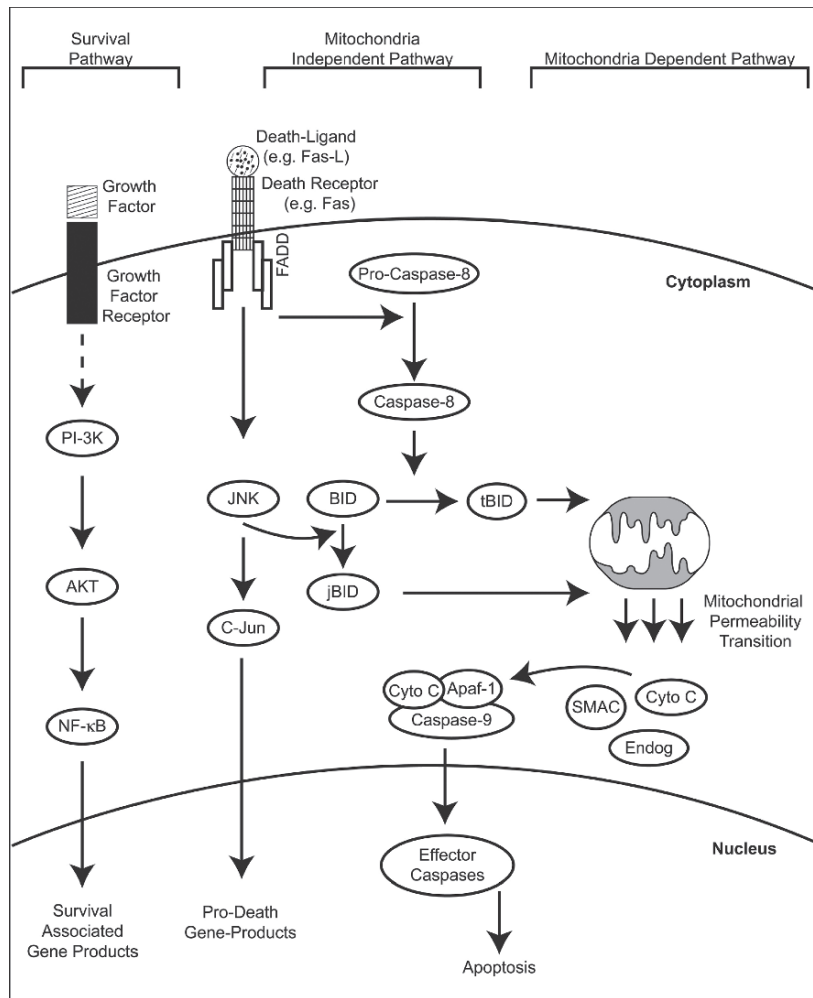 Survival
Pathway
Mitochondria
Independent Pathway
Mitochondria Dependent Pathway
Death-Ligand
(e.g. Fas-L)
Death Receptor
(e.g. Fas)
Growth
Factor
FADD
Pro-Caspase-8
Cytoplasm
Growth
Factor
Receptor
Caspase-8
PI-3K
JNK
BID
tBID
AKT
jBID
C-Jun
Mitochondrial
Permeability
Transition
Cyto C
Apaf-1
Caspase-9
SMAC
Cyto C
Endog
NF-κB
Nucleus
Effector
Caspases
Survival
Associated
Gene Products
Pro-Death
Gene-Products
Apoptosis